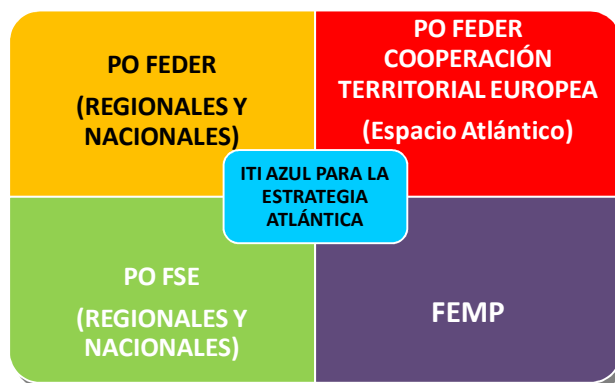 PO FEDER
(REGIONALES Y
NACIONALES)
PO FEDER
COOPERACIÓN
TERRITORIAL EUROPEA
(Espacio Atlántico)
ITI AZUL PARA LA
ESTRATEGIA
ATLÁNTICA
PO FSE
(REGIONALES Y
NACIONALES)
FEMP